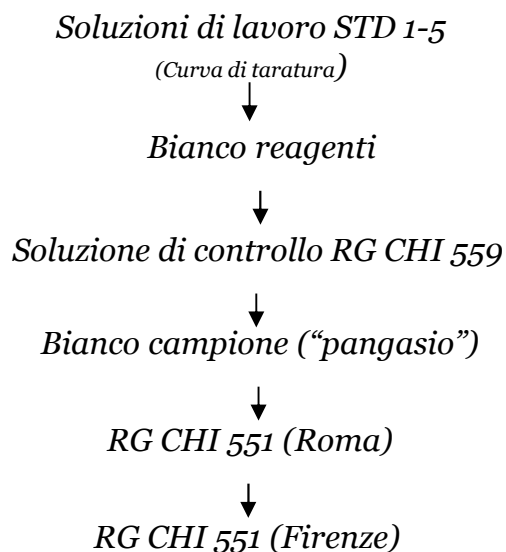 Soluzioni di lavoro STD 1-5
(Curva di taratura)
Bianco reagenti
Soluzione di controllo RG CHI 559
Bianco campione (“pangasio”)
RG CHI 551 (Roma)
RG CHI 551 (Firenze)